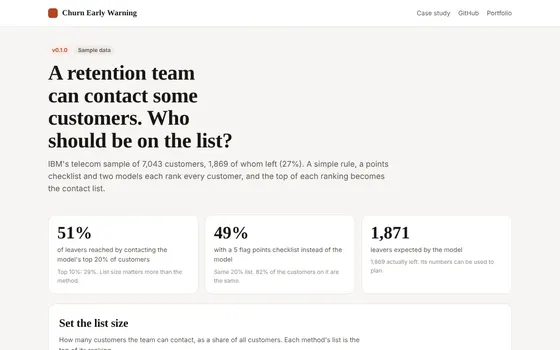 Churn Early Warning
Case study GitHub Portfolio
v0.1.0 Sample data
A retention team
can contact some
customers. Who
should be on the list?
IBM's telecom sample of 7,043 customers, 1,869 of whom left (27%). A simple rule, a points
checklist and two models each rank every customer, and the top of each ranking becomes
the contact list.
51%
of leavers reached by contacting the
model's top 20% of customers
Top 10%: 29%. List size matters more than the
method.
49%
with a 5 flag points checklist instead of the
model
Same 20% list. 82% of the customers on it are
the same.
1,871
leavers expected by the model
1,869 actually left. Its numbers can be used to
plan.
Set the list size
How many customers the team can contact, as a share of all customers. Each method's list is the
top of its ranking.